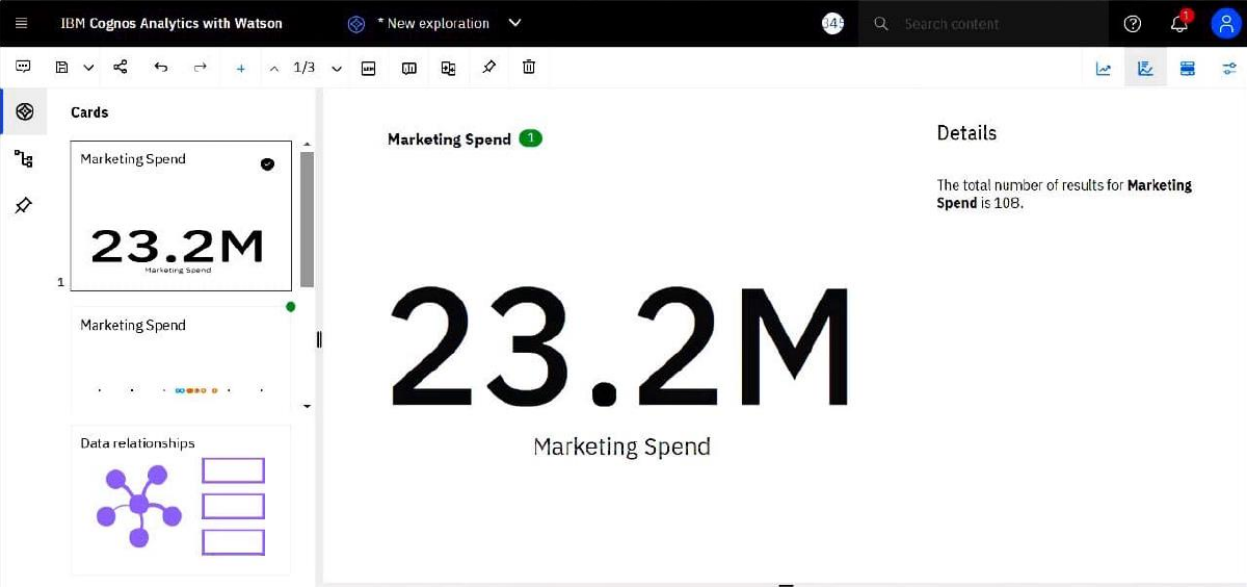 IBM Cognos Analytics with Watson
* New exploration
Search content
1
1/3
Cards
Marketing Spend
23.2M
Marketing Spend
1
Marketing Spend
Data relationships
Marketing Spend 1
23.2M
Marketing Spend
Details
The total number of results for Marketing
Spend is 108.